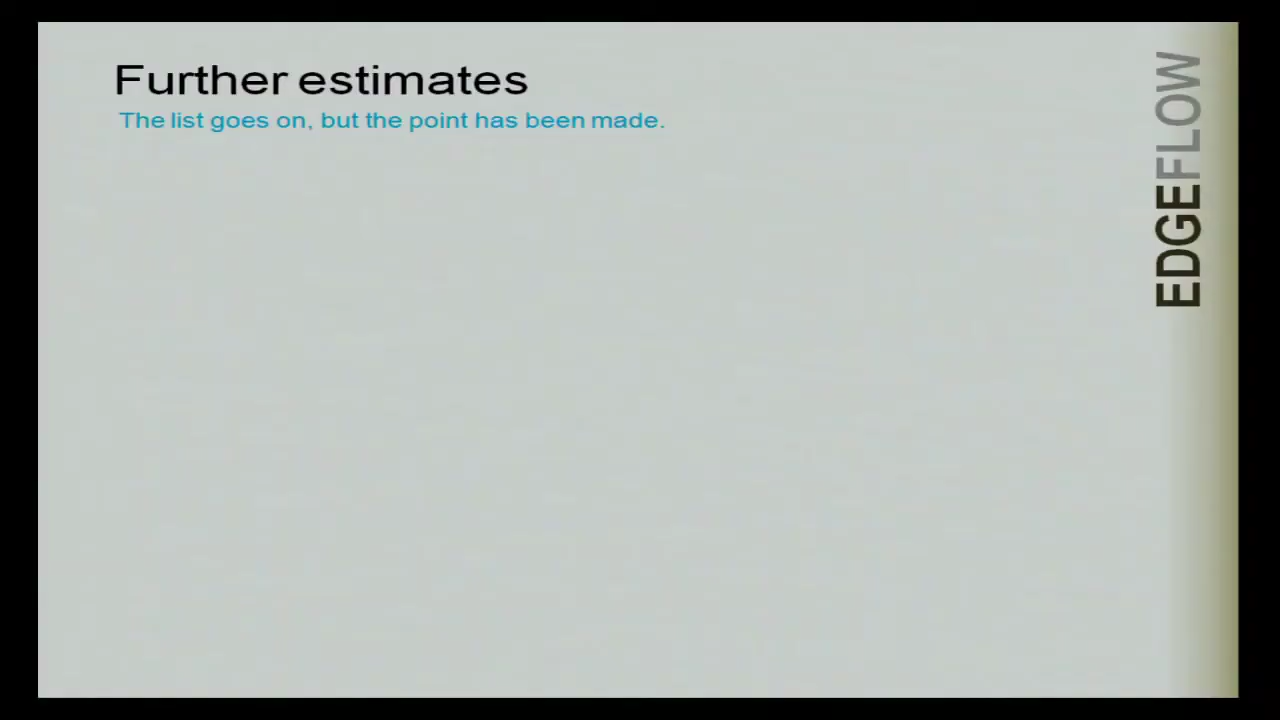 Further estimates
The list goes on, but the point has been made.
EDGEFLOW